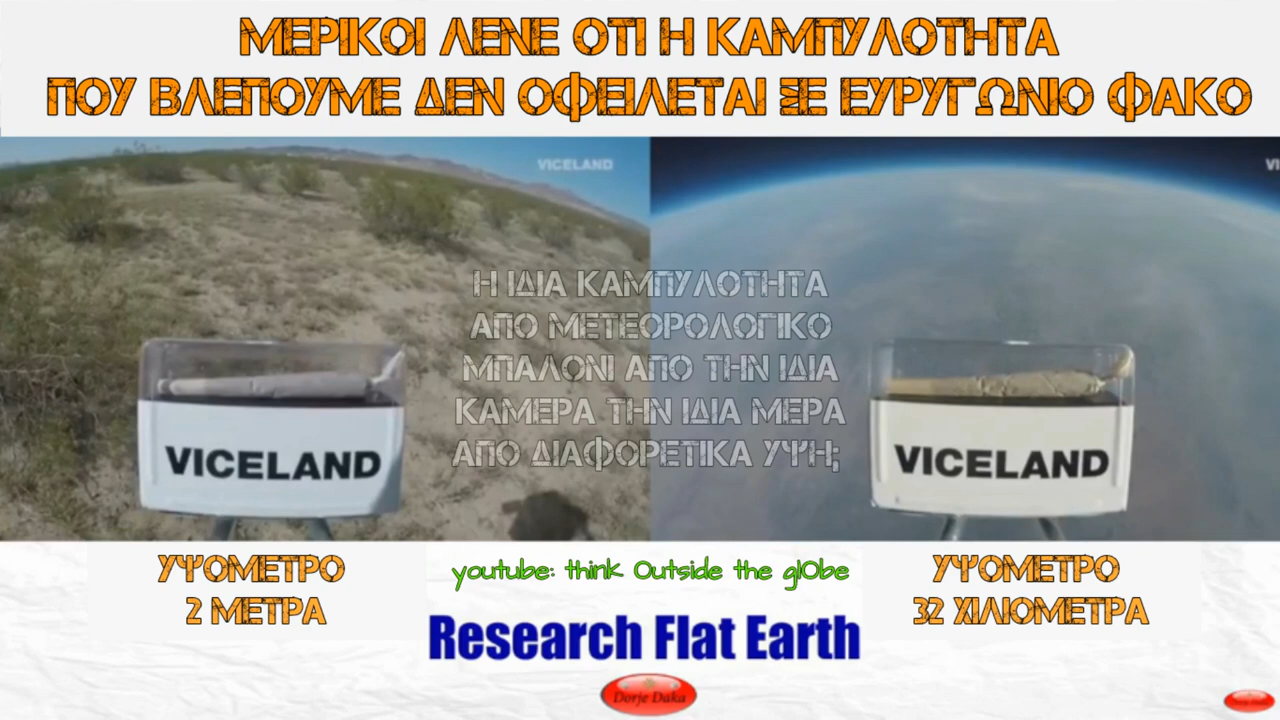 ΜΕΡΙΚΟΙ ΛΕΝΕ ΟΤΙ Η ΚΑΜΠΥΛΟΤΗΤΑ
ΠΟΥ ΒΛΕΠΟΥΜΕ ΔΕΝ ΟΦΕΙΛΕΤΑΙ ΣΕ ΕΥΡΥΓΩΝΙΟ ΦΑΚΟ
VICELAND
VI
Η ΙΔΙΑ ΚΑΜΠΥΛΟΤΗΤΑ
ΑΠΟ ΜΕΤΕΟΡΟΛΟΓΙΚΟ
ΜΠΑΛΟΝΙ ΑΠΟ ΤΗΝ ΙΔΙΑ
ΚΑΜΕΡΑ ΤΗΝ ΙΔΙΑ ΜΕΡΑ
ΑΠΟ ΔΙΑΦΟΡΕΤΙΚΑ ΥΨΗ;
VICELAND
VICELAND
ΥΨΟΜΕΤΡΟ
2 ΜΕΤΡΑ
youtube: think Outside the gl0be
ΥΨΟΜΕΤΡΟ
32 ΧΙΛΙΟΜΕΤΡΑ
Research Flat Earth
Dorje Daka